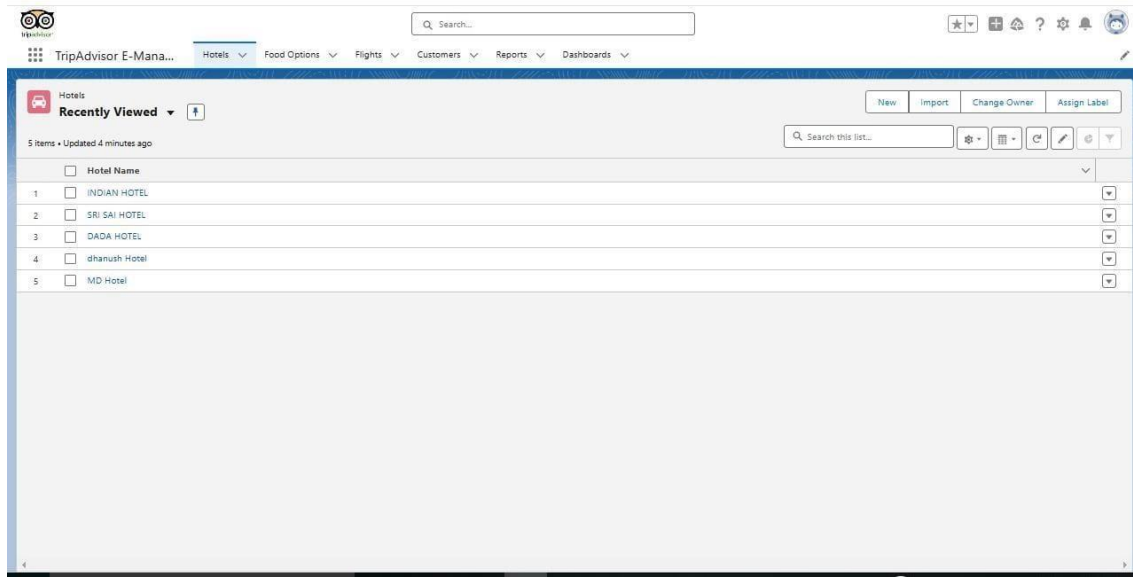 tripadvisor
Search...
TripAdvisor E-Mana...
Hotels
Food Options
Flights
Customers
Reports
Dashboards
Hotels
Recently Viewed
New
Import
Change Owner
Assign Label
5 items • Updated 4 minutes ago
Search this list...
Hotel Name
1 INDIAN HOTEL
2 SRI SAI HOTEL
3 DADA HOTEL
4 dhanush Hotel
5 MD Hotel